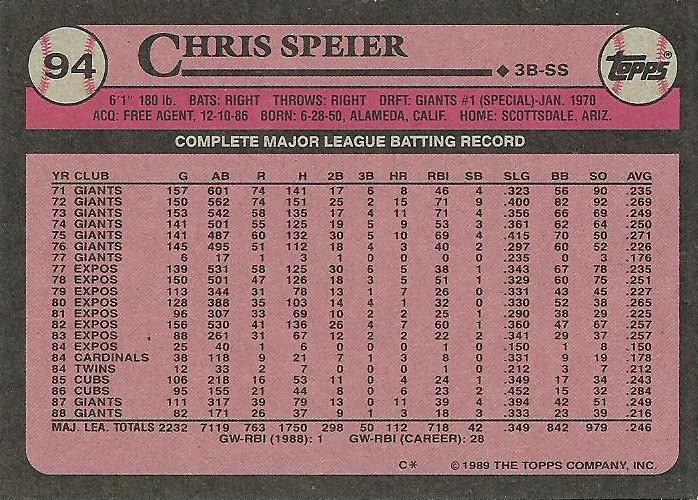 94
CHRIS SPEIER
3B-SS
TOPPS®
6'1" 180 lb. BATS: RIGHT THROWS: RIGHT DRFT: GIANTS #1 (SPECIAL)-JAN. 1970
ACQ: FREE AGENT, 12-10-86 BORN: 6-28-50, ALAMEDA, CALIF. HOME: SCOTTSDALE, ARIZ.
COMPLETE MAJOR LEAGUE BATTING RECORD
YR CLUB G AB R H 2B 3B HR RBI SB SLG BB SO AVG
71 GIANTS 157 601 74 141 17 6 8 46 4 .323 56 90 .235
72 GIANTS 150 562 74 151 25 2 15 71 9 .400 82 92 .269
73 GIANTS 153 542 58 135 17 4 11 71 4 .356 66 69 .249
74 GIANTS 141 501 55 125 19 5 9 53 3 .361 62 64 .250
75 GIANTS 141 487 60 132 30 5 10 69 4 .415 70 50 .271
76 GIANTS 145 495 51 112 18 4 3 40 2 .297 60 52 .226
77 GIANTS 6 17 1 3 1 0 0 0 0 .235 0 3 .176
77 EXPOS 139 531 58 125 30 6 5 38 1 .343 67 78 .235
78 EXPOS 150 501 47 126 18 3 5 51 1 .329 60 75 .251
79 EXPOS 113 344 31 78 13 1 7 26 0 .331 43 45 .227
80 EXPOS 128 388 35 103 14 4 1 32 0 .330 52 38 .265
81 EXPOS 96 307 33 69 10 2 2 25 1 .290 38 29 .225
82 EXPOS 156 530 41 136 26 4 7 60 1 .360 47 67 .257
83 EXPOS 88 261 31 67 12 2 2 22 2 .341 29 37 .257
84 EXPOS 25 40 1 6 0 0 0 1 0 .150 1 8 .150
84 CARDINALS 38 118 9 21 7 1 3 8 0 .331 9 19 .178
84 TWINS 12 33 2 7 0 0 0 1 0 .212 3 7 .212
85 CUBS 106 218 16 53 11 0 4 24 1 .349 17 34 .243
86 CUBS 95 155 21 44 8 0 6 23 2 .452 15 32 .284
87 GIANTS 111 317 39 79 13 0 11 39 4 .394 42 51 .249
88 GIANTS 82 171 26 37 9 1 3 18 3 .333 23 39 .216
MAJ. LEA. TOTALS 2232 7119 763 1750 298 50 112 718 42 .349 842 979 .246
GW-RBI (1988): 1 GW-RBI (CAREER): 28
C* © 1989 THE TOPPS COMPANY, INC.